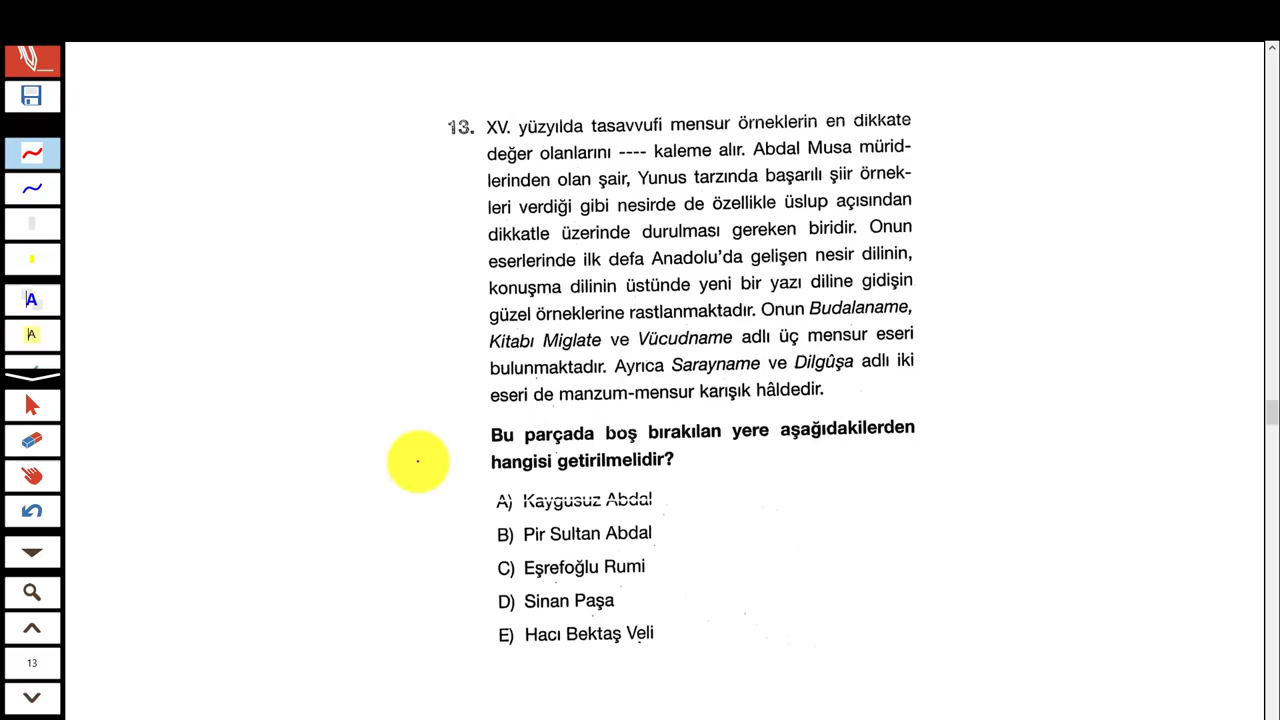 13. XV. yüzyılda tasavvufi mensur örneklerin en dikkate
değer olanlarını ---- kaleme alır. Abdal Musa mürid-
lerinden olan şair, Yunus tarzında başarılı şiir örnek-
leri verdiği gibi nesirde de özellikle üslup açısından
dikkatle üzerinde durulması gereken biridir. Onun
eserlerinde ilk defa Anadolu'da gelişen nesir dilinin,
konuşma dilinin üstünde yeni bir yazı diline gidişin
güzel örneklerine rastlanmaktadır. Onun Budalaname,
Kitabı Miglate ve Vücudname adlı üç mensur eseri
bulunmaktadır. Ayrıca Sarayname ve Dilgûşa adlı iki
eseri de manzum-mensur karışık hâldedir.
Bu parçada boş bırakılan yere aşağıdakilerden
hangisi getirilmelidir?
A) Kaygusuz Abdal
B) Pir Sultan Abdal
C) Eşrefoğlu Rumi
D) Sinan Paşa
E) Hacı Bektaş Veli
A
A
13